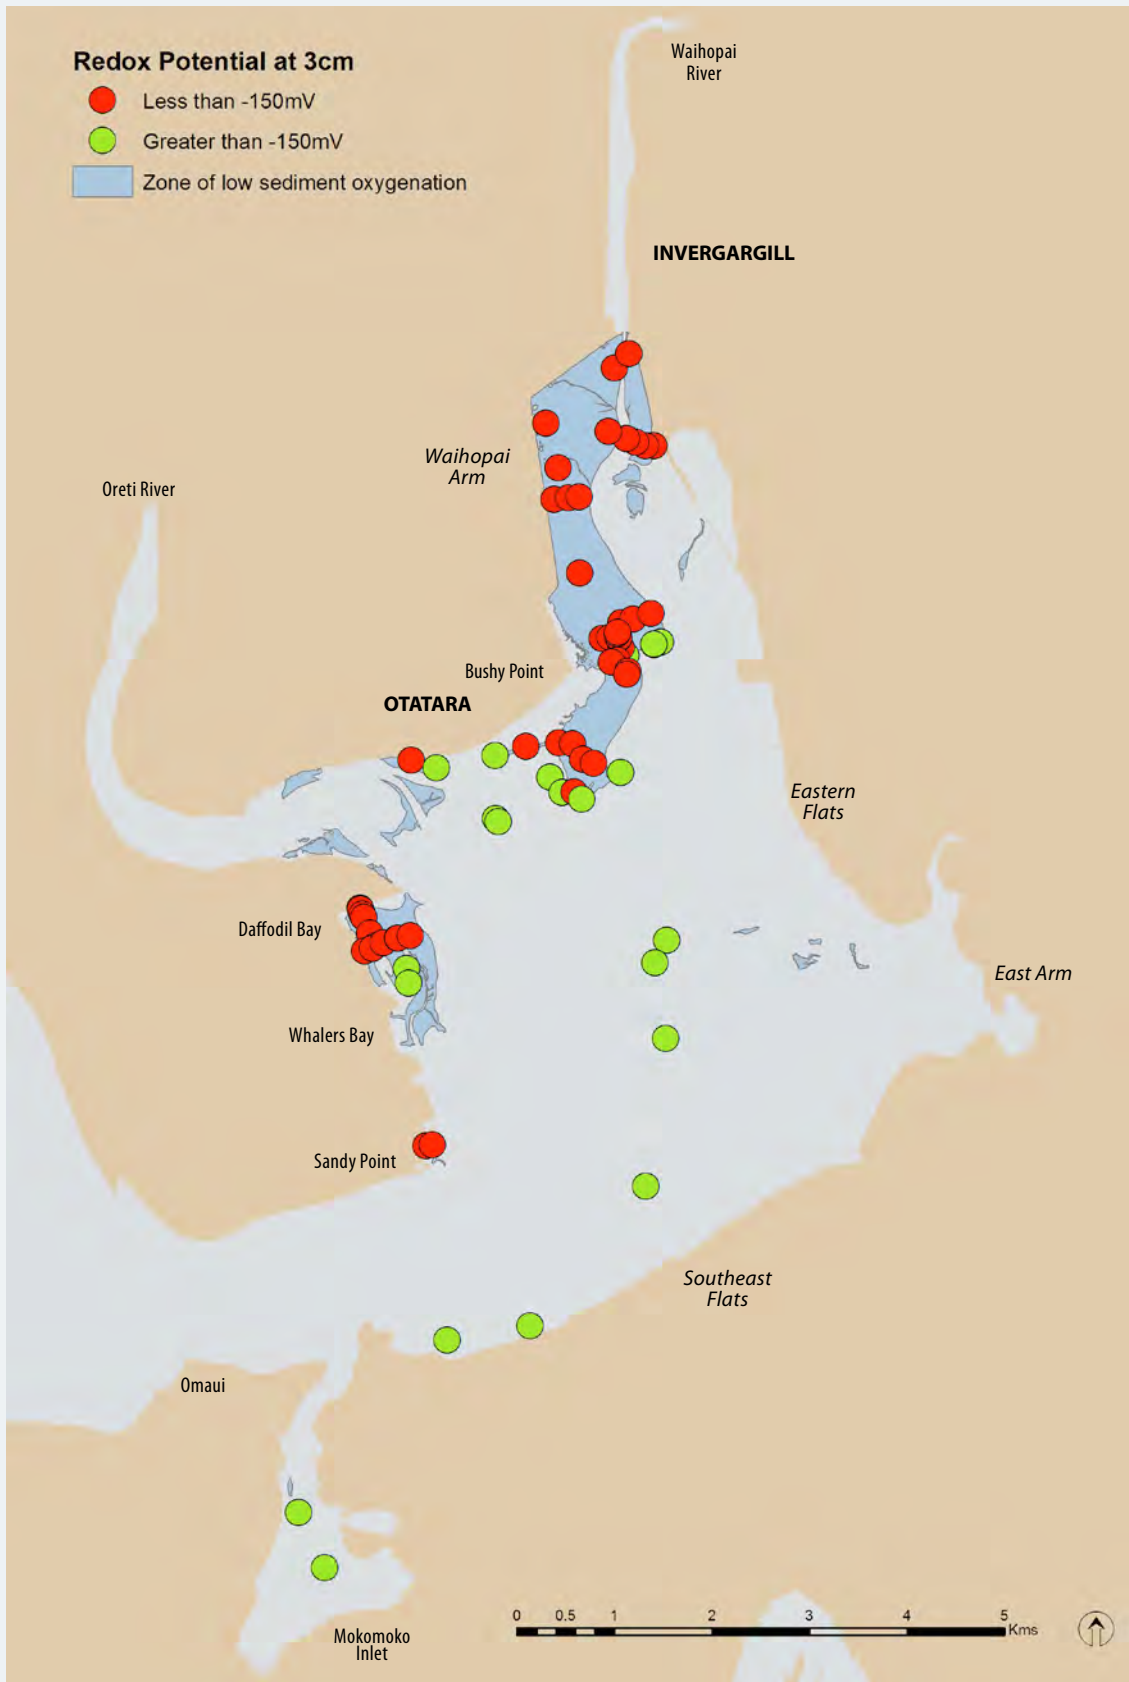 Waihopai
River
Redox Potential at 3cm
Less than -150mV
Greater than -150mV
Zone of low sediment oxygenation
INVERGARGILL
Waihopai
Arm
Oreti River
Bushy Point
OTATARA
Eastern
Flats
Daffodil Bay
East Arm
Whalers Bay
Sandy Point
Southeast
Flats
Omaui
0 0.5 1 2 3 4 5
Kms
Mokomoko
Inlet